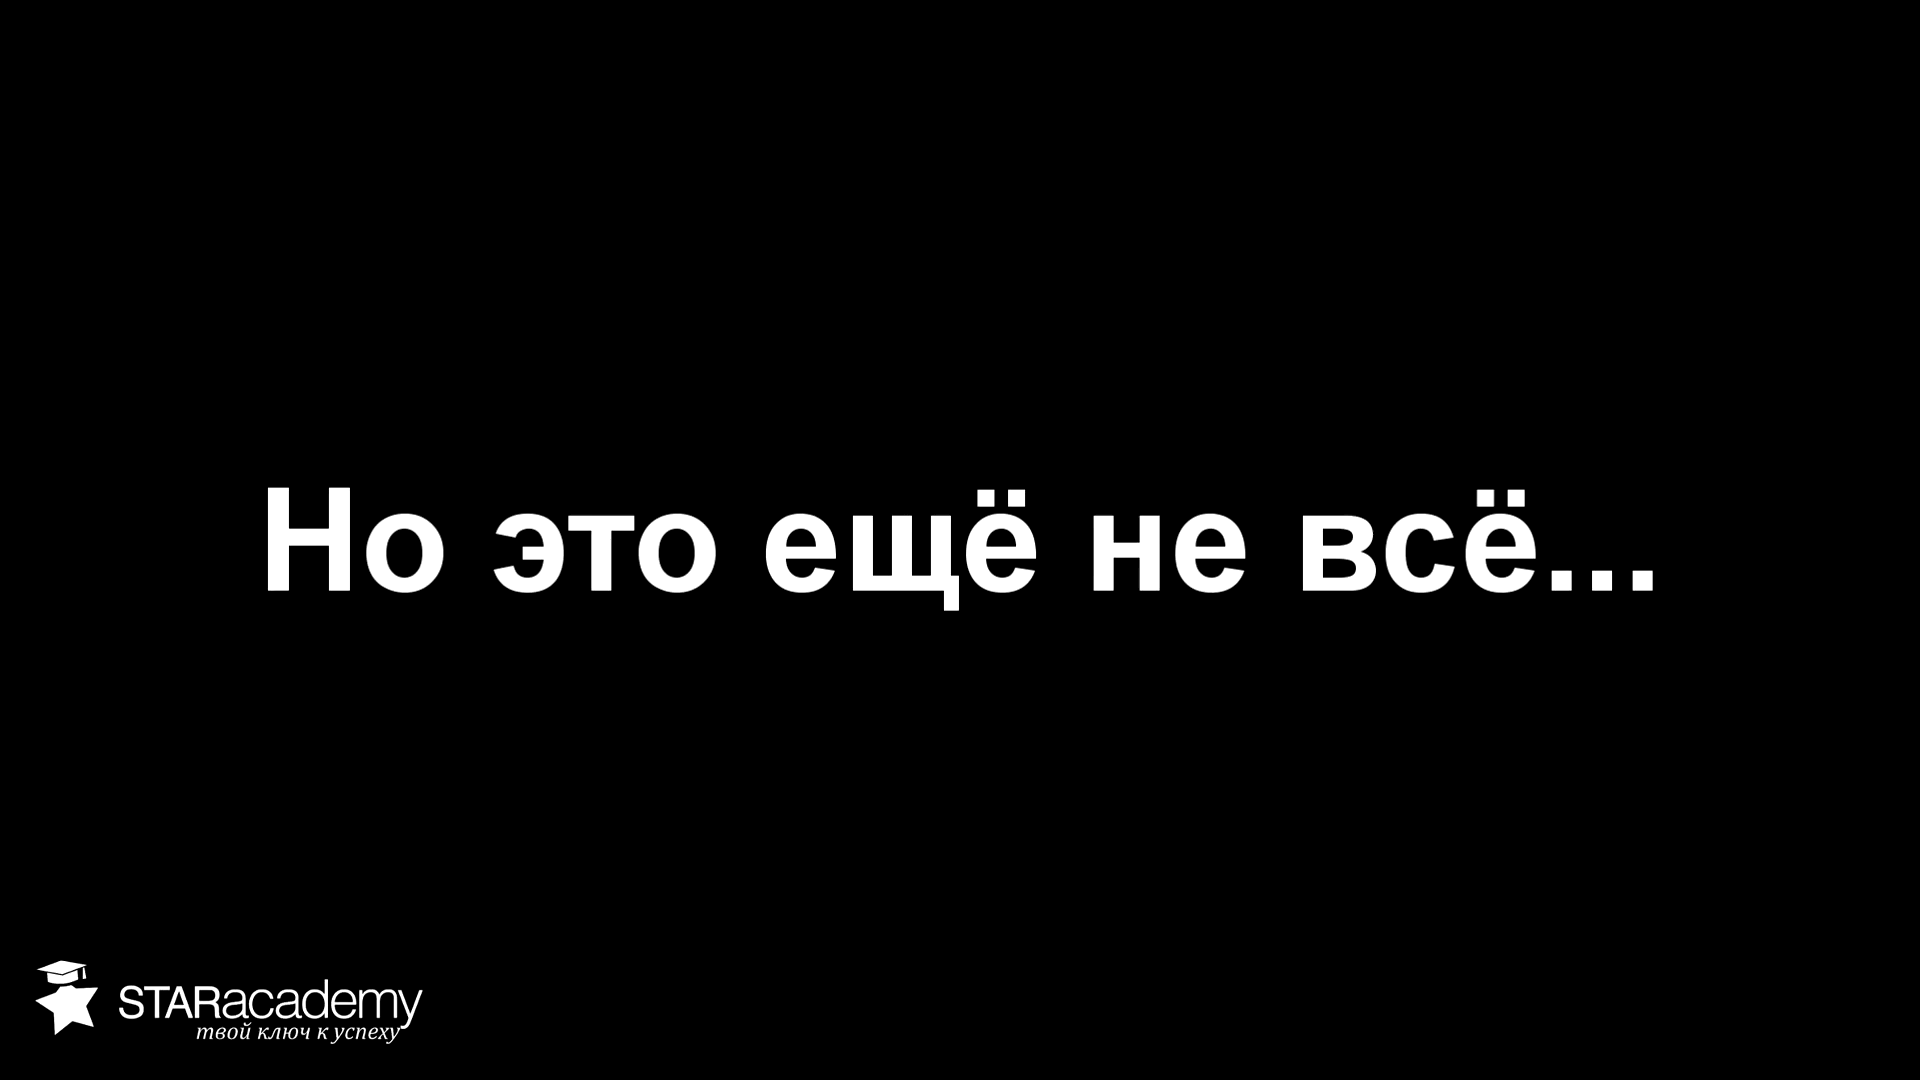 Но это ещё не всё...
STARacademy
твой ключ к успеху